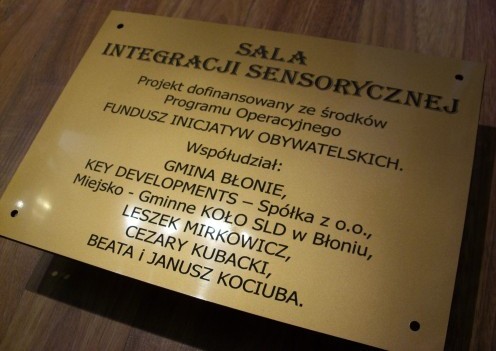 SALA
INTEGRACJI SENSORYCZNEJ
Projekt dofinansowany ze środków
Programu Operacyjnego
FUNDUSZ INICJATYW OBYWATELSKICH.
Współudział:
GMINA BŁONIE,
KEY DEVELOPMENTS – Spółka z o.o.,
Miejsko - Gminne KOŁO SLD w Błoniu,
LESZEK MIRKOWICZ,
CEZARY KUBACKI,
BEATA i JANUSZ KOCIUBA.